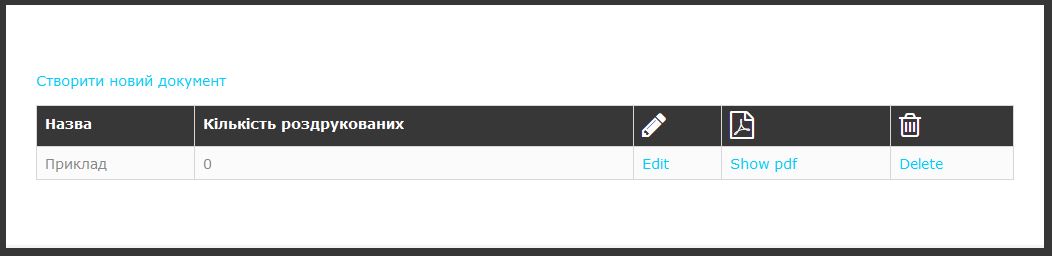 Створити новий документ
Назва Кількість роздрукованих
Приклад 0 Edit Show pdf Delete